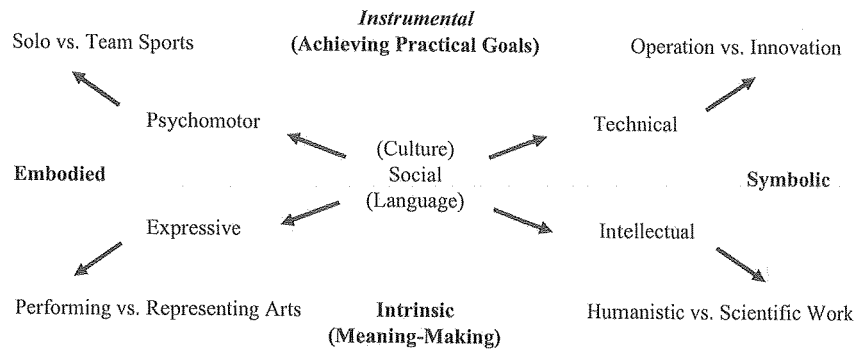 Instrumental
(Achieving Practical Goals)
Solo vs. Team Sports
Operation vs. Innovation
Psychomotor
Technical
(Culture)
Social
(Language)
Embodied
Symbolic
Expressive
Intellectual
Performing vs. Representing Arts
Intrinsic
(Meaning-Making)
Humanistic vs. Scientific Work